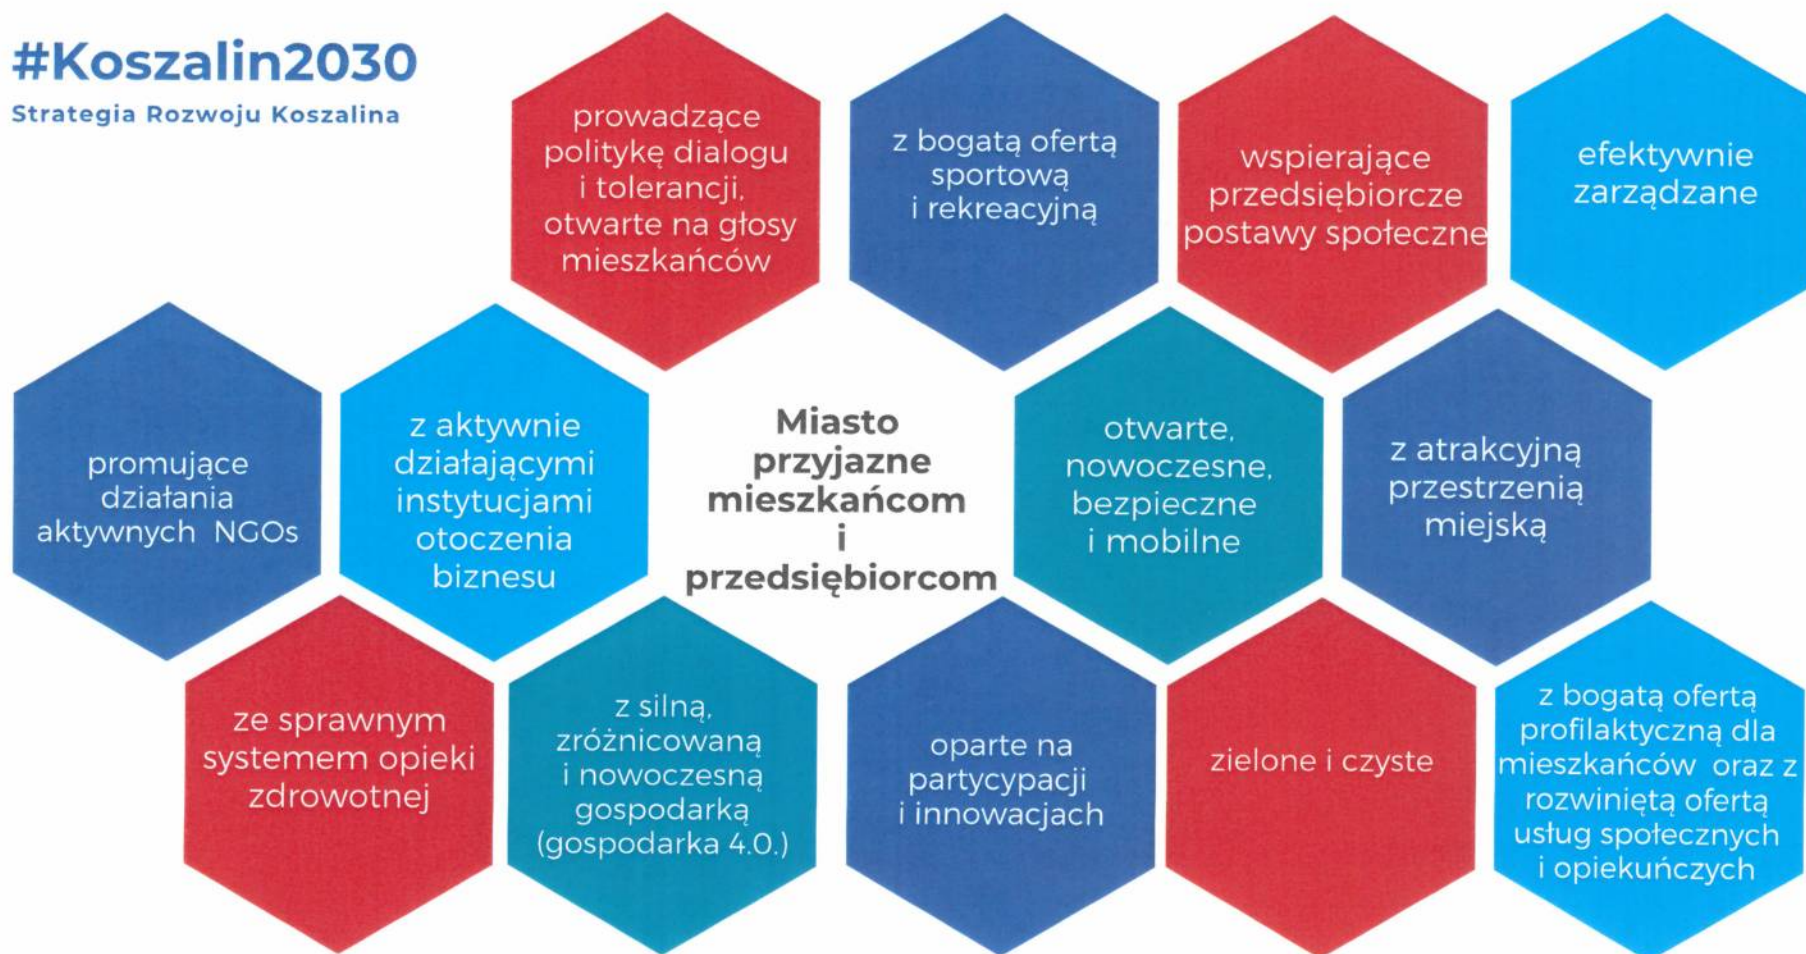 #Koszalin2030
Strategia Rozwoju Koszalina
prowadzące
politykę dialogu
i tolerancji,
otwarte na głosy
mieszkańców
z bogatą ofertą
sportową
i rekreacyjną
wspierające
przedsiębiorcze
postawy społeczne
efektywnie
zarządzane
promujące
działania
aktywnych NGOs
z aktywnie
działającymi
instytucjami
otoczenia
biznesu
Miasto
przyjazne
mieszkańcom
i
przedsiębiorcom
otwarte,
nowoczesne,
bezpieczne
i mobilne
z atrakcyjną
przestrzenią
miejską
ze sprawnym
systemem opieki
zdrowotnej
z silną,
zróżnicowaną
i nowoczesną
gospodarką
(gospodarka 4.0.)
oparte na
partycypacji
i innowacjach
zielone i czyste
z bogatą ofertą
profilaktyczną dla
mieszkańców oraz z
rozwiniętą ofertą
usług społecznych
i opiekuńczych